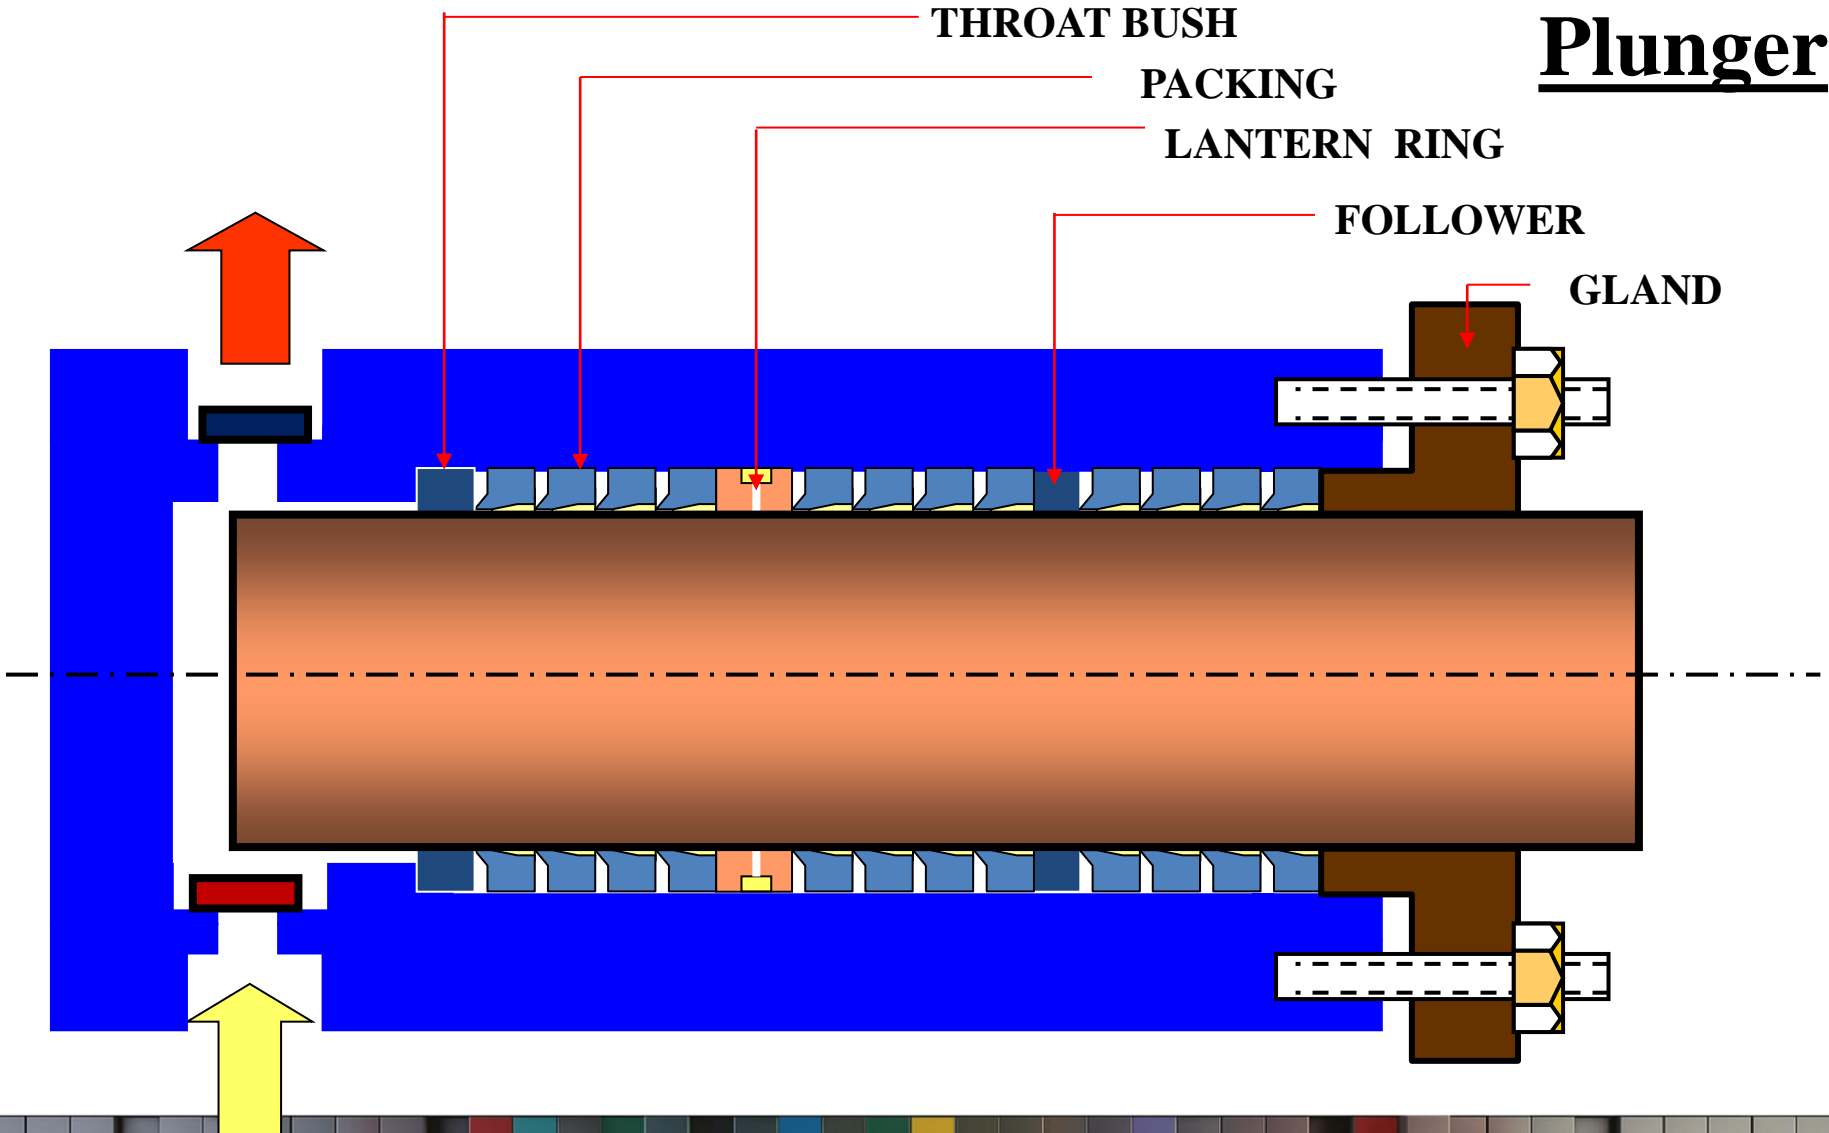 THROAT BUSH
Plunger
PACKING
LANTERN RING
FOLLOWER
GLAND